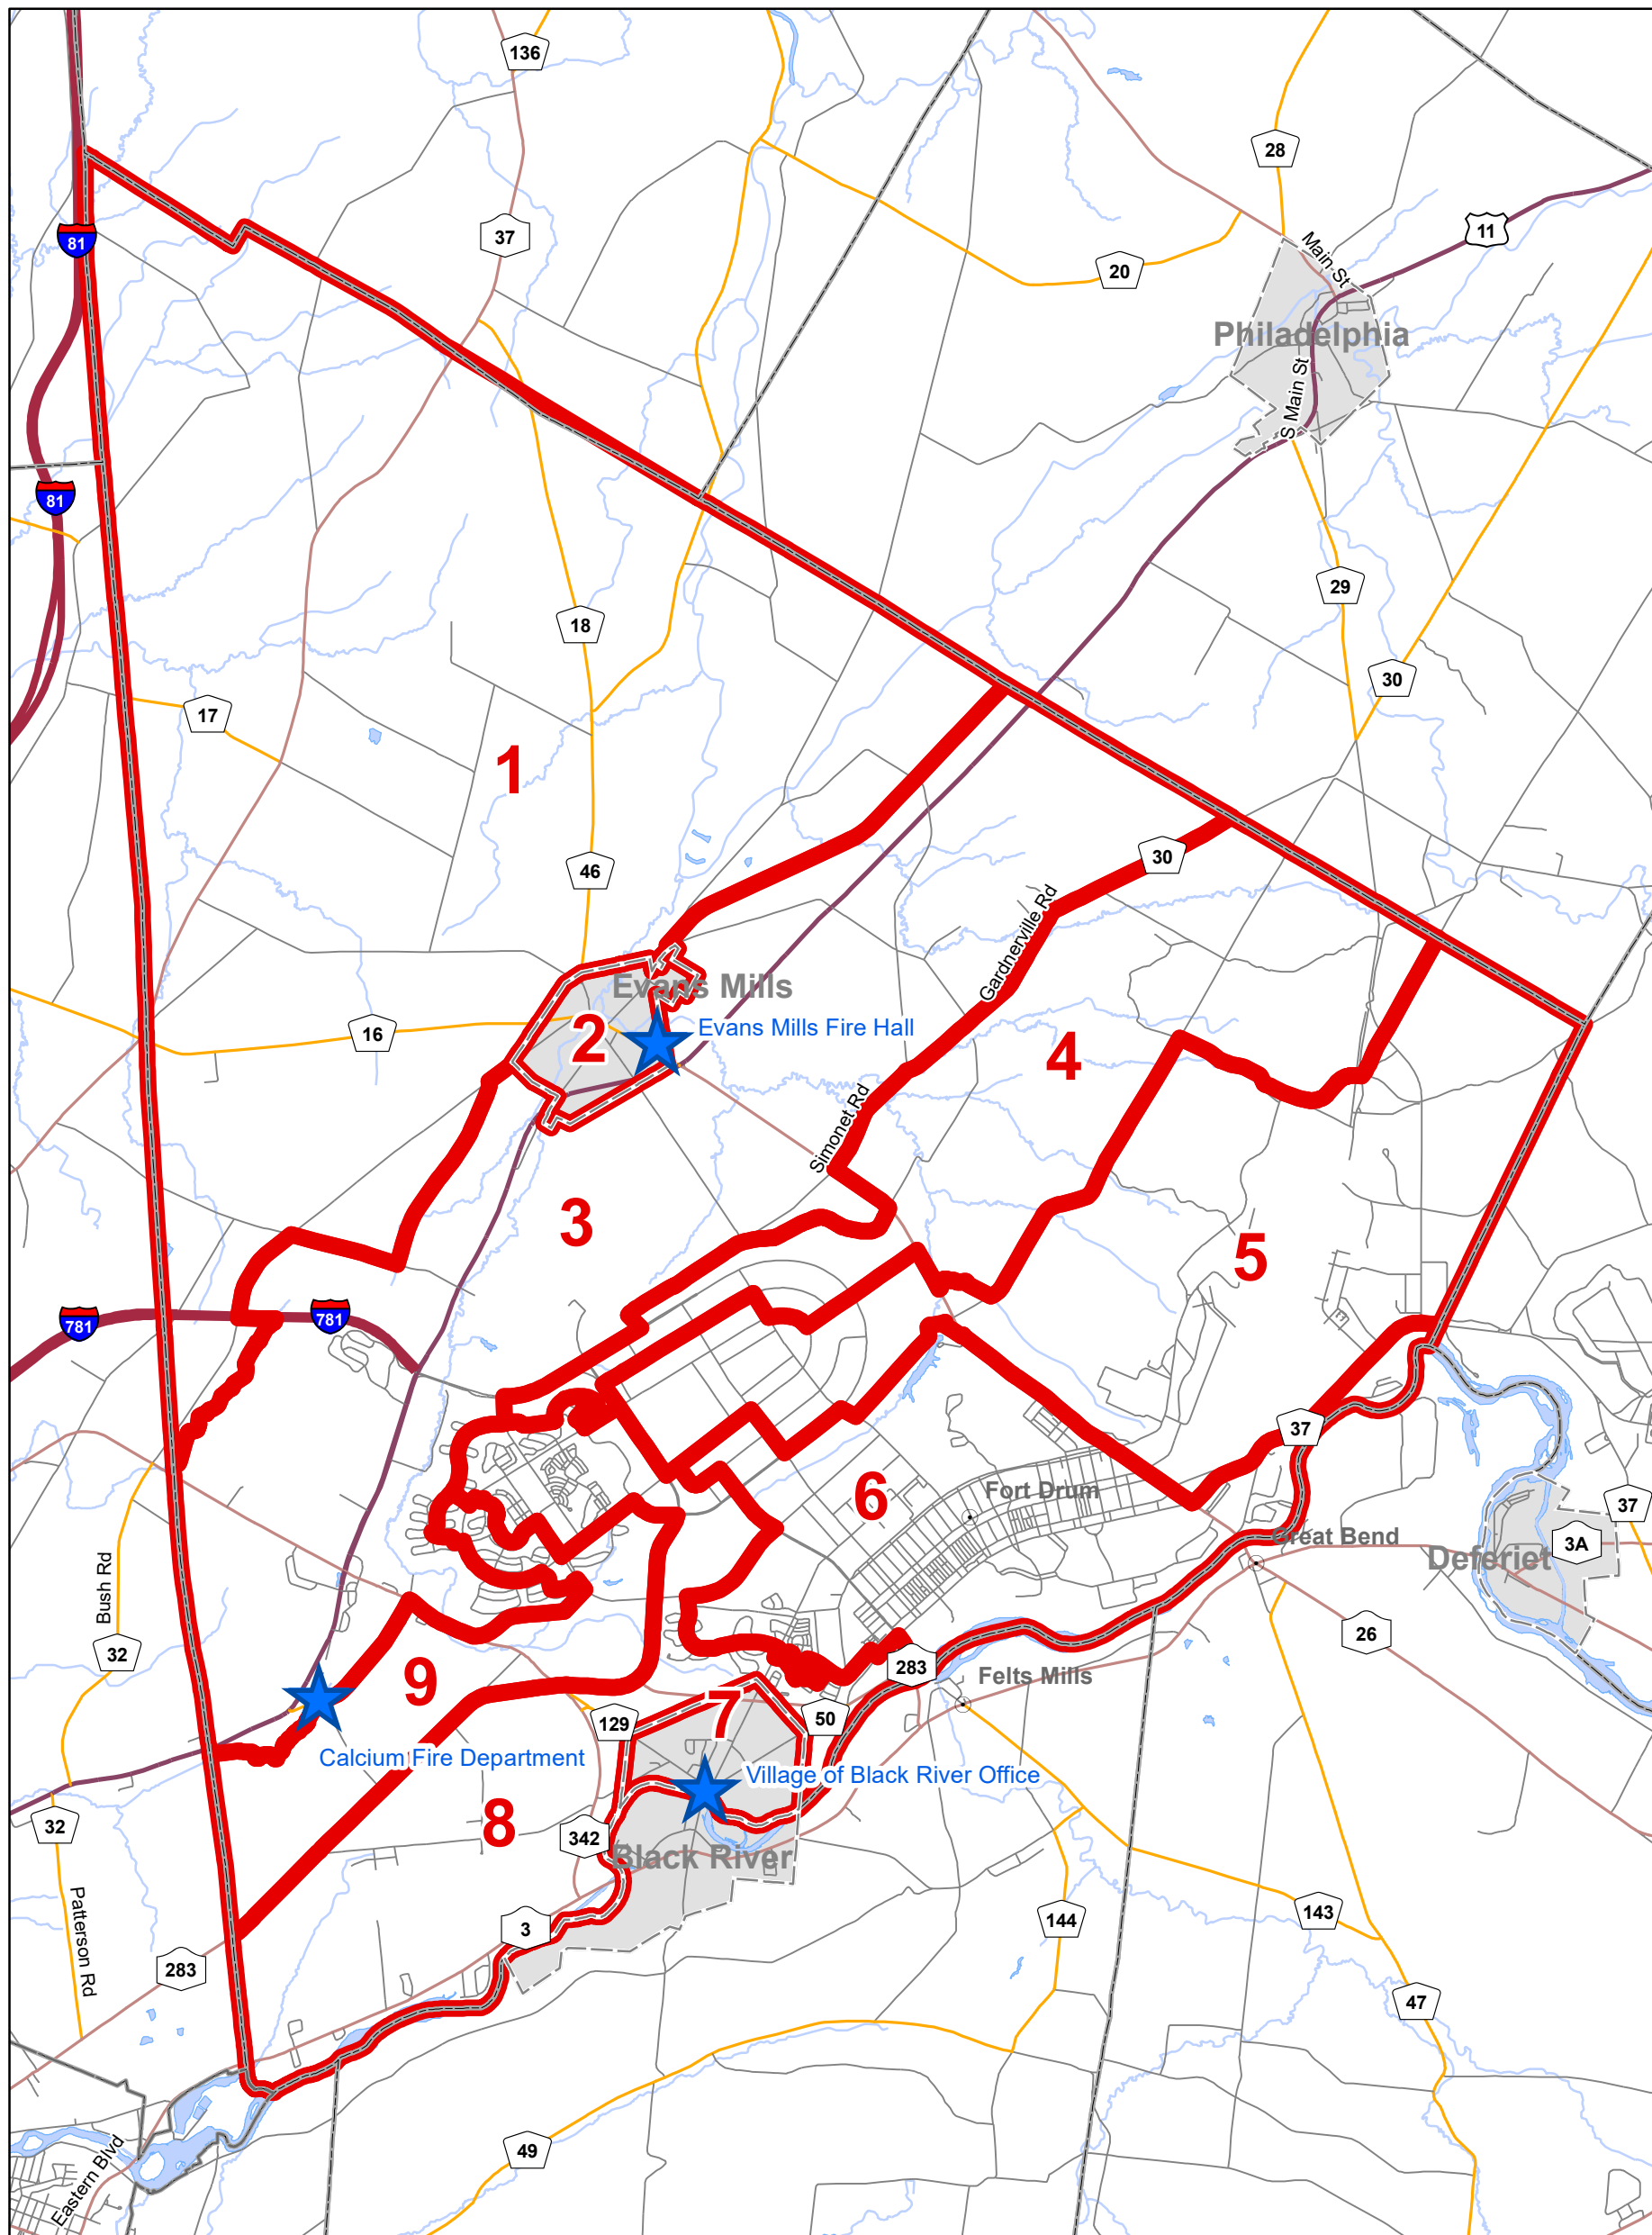 136
28
81
37
11
20
Main St
Philadelphia
S Main St
81
29
18
30
17
1
46
30
Gardnerville Rd
Evans Mills
Evans Mills Fire Hall
16
2
4
Simonet Rd
3
5
781
781
37
6
Fort Drum
37
Great Bend
3A
Deferiet
Bush Rd
32
26
283
Felts Mills
9
7
129
50
Calcium Fire Department
Village of Black River Office
32
8
342
Black River
3
144
143
Patterson Rd
283
47
49
Eastern Blvd